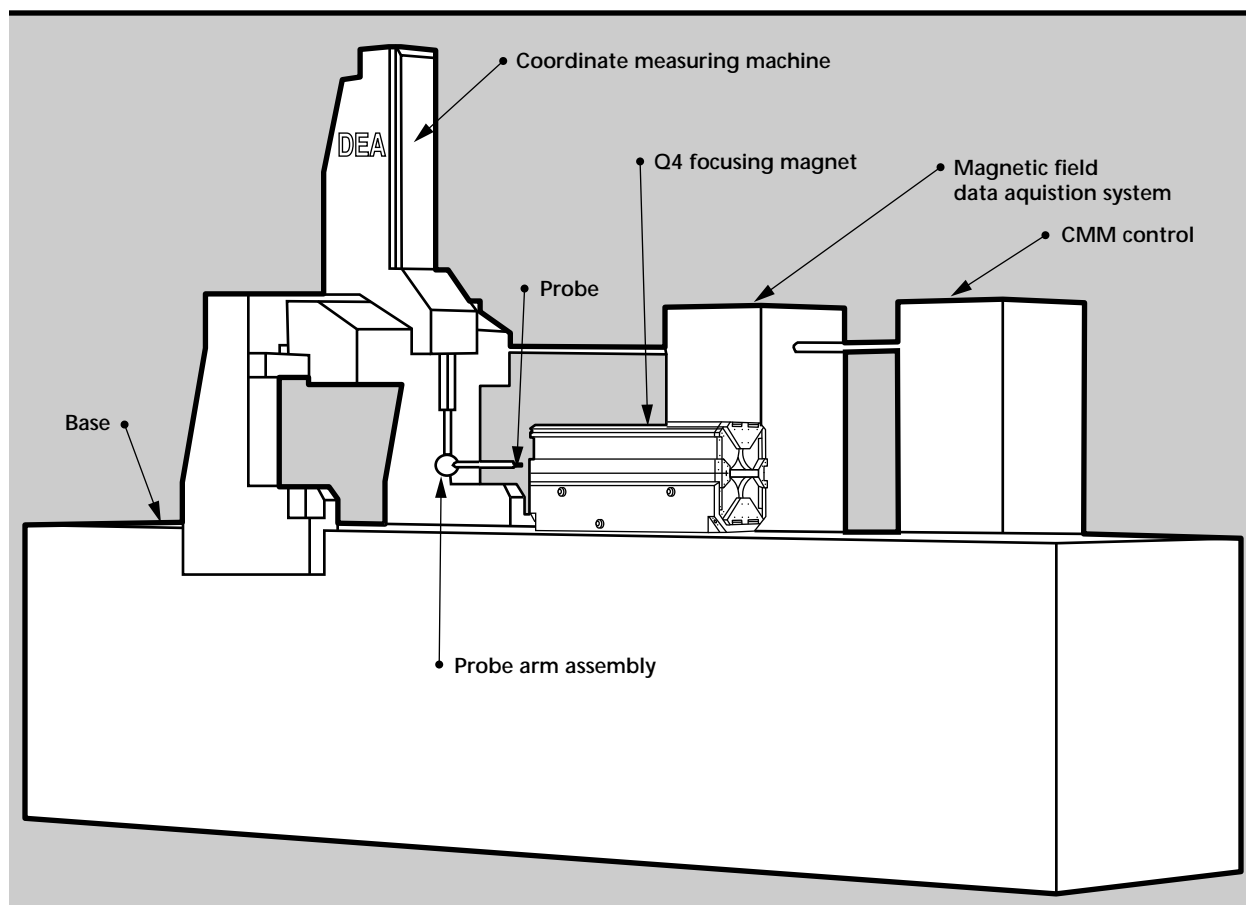 Coordinate measuring machine
DEA
Q4 focusing magnet
Magnetic field
data aquistion system
CMM control
Probe
Base
Probe arm assembly